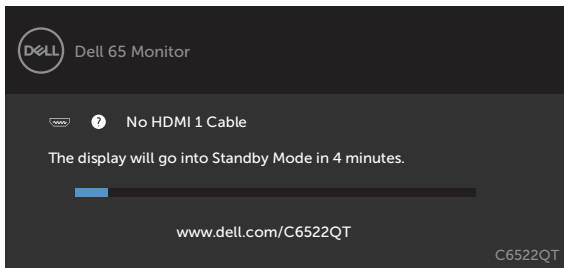 DELL Dell 65 Monitor
? No HDMI 1 Cable
The display will go into Standby Mode in 4 minutes.
www.dell.com/C6522QT
C6522QT